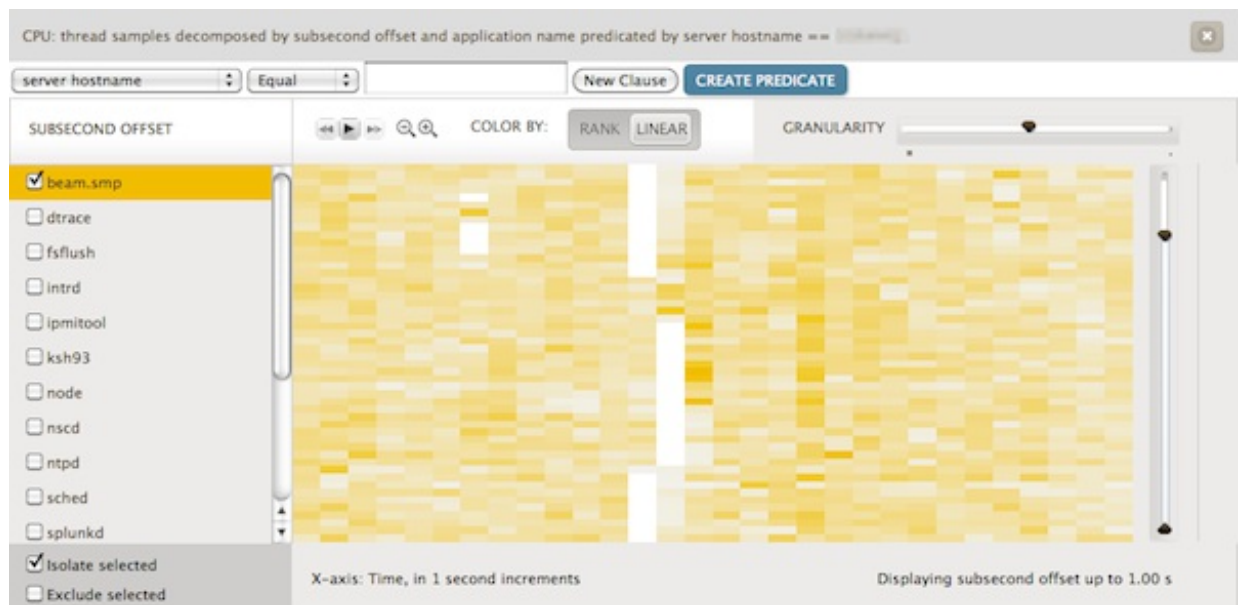 CPU: thread samples decomposed by subsecond offset and application name predicated by server hostname ==
server hostname Equal New Clause CREATE PREDICATE
SUBSECOND OFFSET COLOR BY: RANK LINEAR GRANULARITY
beam.smp
dtrace
fsflush
intrd
ipmitool
ksh93
node
nscd
ntpd
sched
splunkd
Isolate selected
Exclude selected
X-axis: Time, in 1 second increments Displaying subsecond offset up to 1.00 s